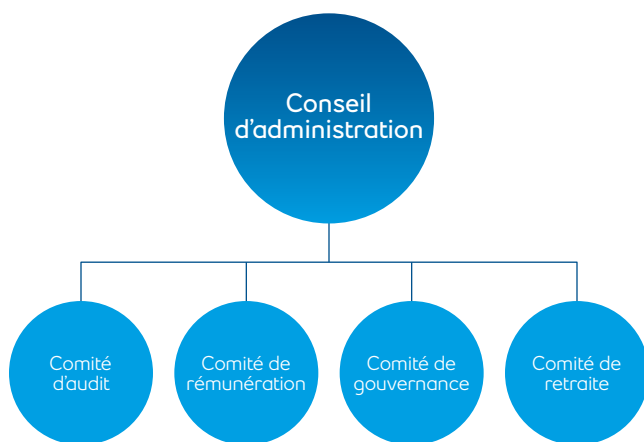 Conseil
d'administration
Comité
d'audit
Comité de
rémunération
Comité de
gouvernance
Comité de
retraite